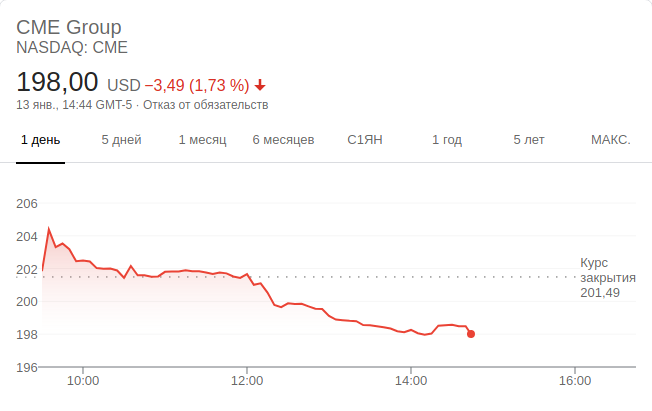 CME Group
NASDAQ: CME
198,00 USD −3,49 (1,73 %)
13 янв., 14:44 GMT-5 · Отказ от обязательств
1 день 5 дней 1 месяц 6 месяцев С1ЯН 1 год 5 лет МАКС.
206
204
202
200
198
196
Курс
закрытия
201,49
10:00 12:00 14:00 16:00